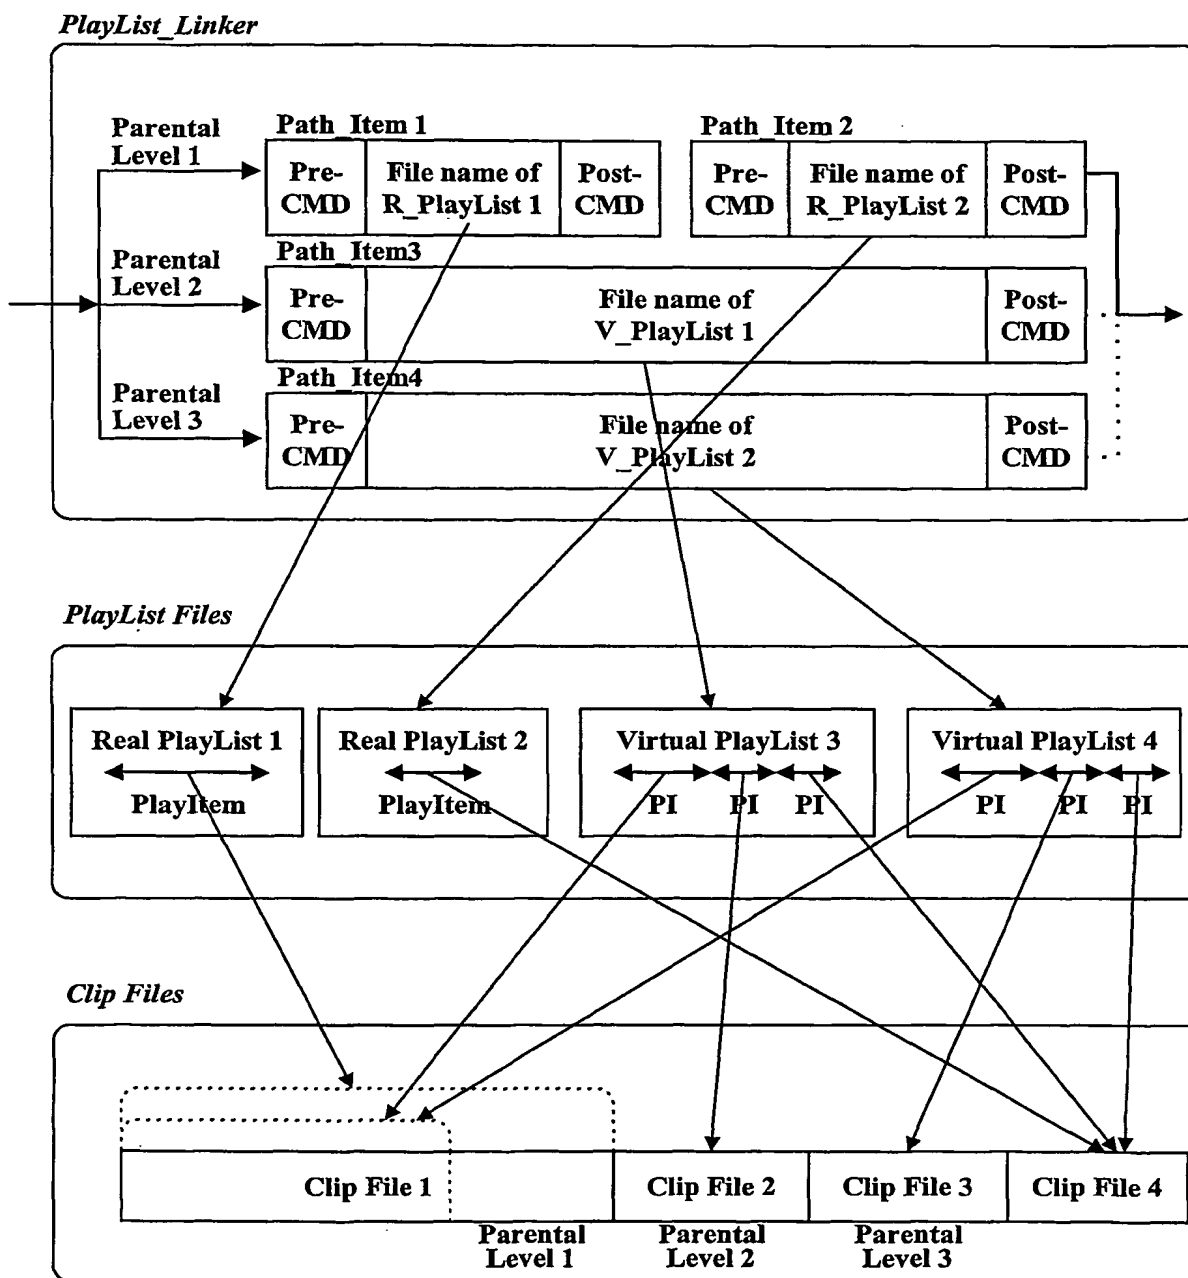 PlayList_Linker
Parental
Level 1
Path_Item 1
Pre-
CMD
File name of
R_PlayList 1
Post-
CMD
Path_Item 2
Pre-
CMD
File name of
R_PlayList 2
Post-
CMD
Parental
Level 2
Path_Item3
Pre-
CMD
File name of
V_PlayList 1
Post-
CMD
Parental
Level 3
Path_Item4
Pre-
CMD
File name of
V_PlayList 2
Post-
CMD
PlayList Files
Real PlayList 1
PlayItem
Real PlayList 2
PlayItem
Virtual PlayList 3
PI PI PI
Virtual PlayList 4
PI PI PI
Clip Files
Clip File 1
Clip File 2
Clip File 3
Clip File 4
Parental
Level 1
Parental
Level 2
Parental
Level 3